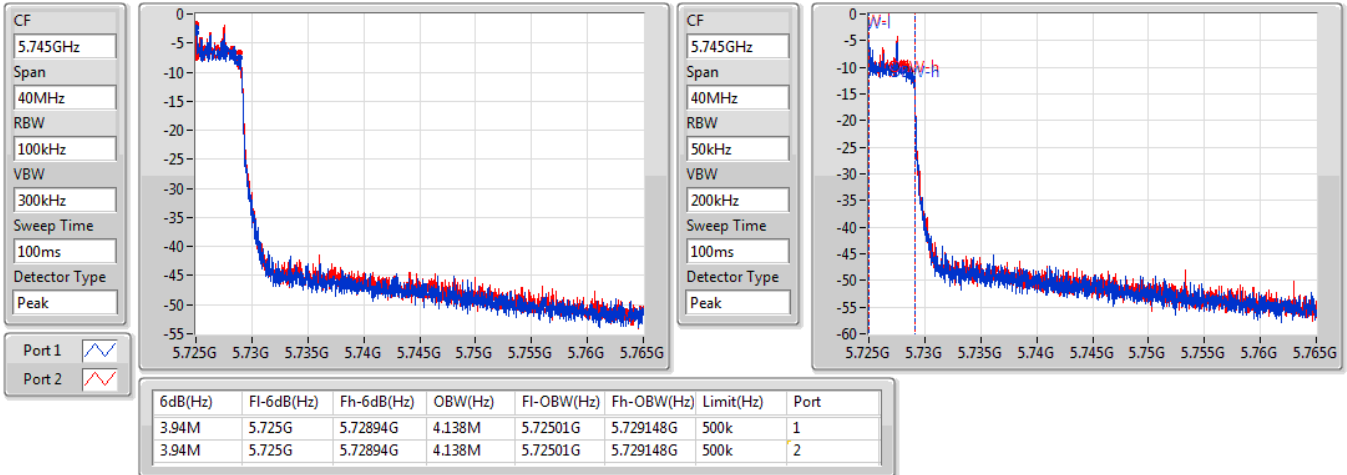 CF
5.745GHz
Span
40MHz
RBW
100kHz
VBW
300kHz
Sweep Time
100ms
Detector Type
Peak
0
-5
-10
-15
-20
-25
-30
-35
-40
-45
-50
-55
5.725G 5.73G 5.735G 5.74G 5.745G 5.75G 5.755G 5.76G 5.765G
CF
5.745GHz
Span
40MHz
RBW
50kHz
VBW
200kHz
Sweep Time
100ms
Detector Type
Peak
0
-5
-10
-15
-20
-25
-30
-35
-40
-45
-50
-55
-60
5.725G 5.73G 5.735G 5.74G 5.745G 5.75G 5.755G 5.76G 5.765G
Port 1
Port 2
6dB(Hz) Fl-6dB(Hz) Fh-6dB(Hz) OBW(Hz) Fl-OBW(Hz) Fh-OBW(Hz) Limit(Hz) Port
3.94M 5.725G 5.72894G 4.138M 5.72501G 5.729148G 500k 1
3.94M 5.725G 5.72894G 4.138M 5.72501G 5.729148G 500k 2